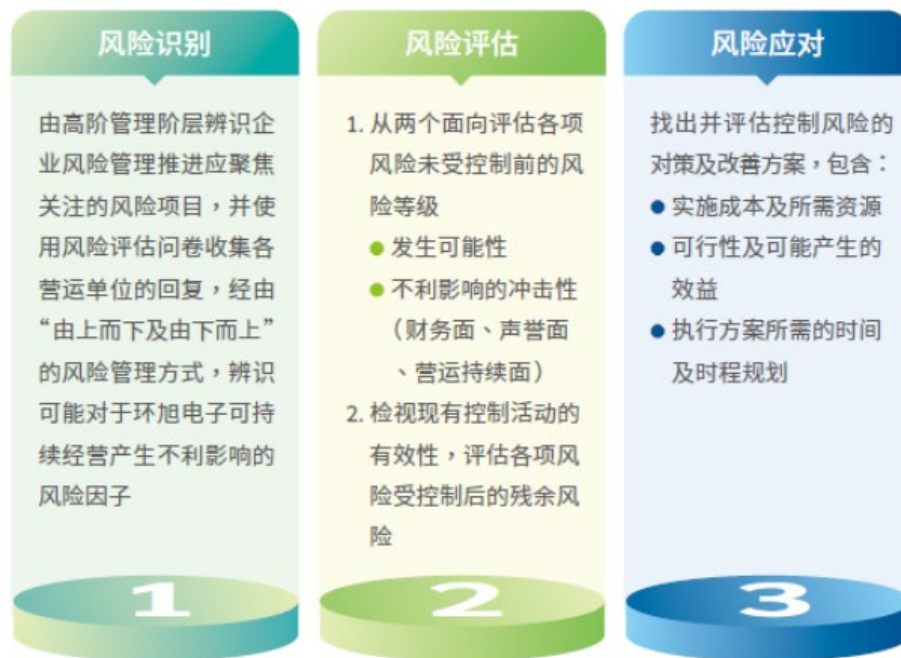 风险识别
由高阶管理阶层辨识企
业风险管理推进应聚焦
关注的风险项目，并使
用风险评估问卷收集各
营运单位的回复，经由
“由上而下及由下而上”
的风险管理方式，辨识
可能对于环旭电子可持
续经营产生不利影响的
风险因子
1
风险评估
1. 从两个面向评估各项
风险未受控制前的风
险等级
● 发生可能性
● 不利影响的冲击性
（财务面、声誉面
、营运持续面）
2. 检视现有控制活动的
有效性，评估各项风
险受控制后的残余风
险
2
风险应对
找出并评估控制风险的
对策及改善方案，包含：
● 实施成本及所需资源
● 可行性及可能产生的
效益
● 执行方案所需的时间
及时程规划
3